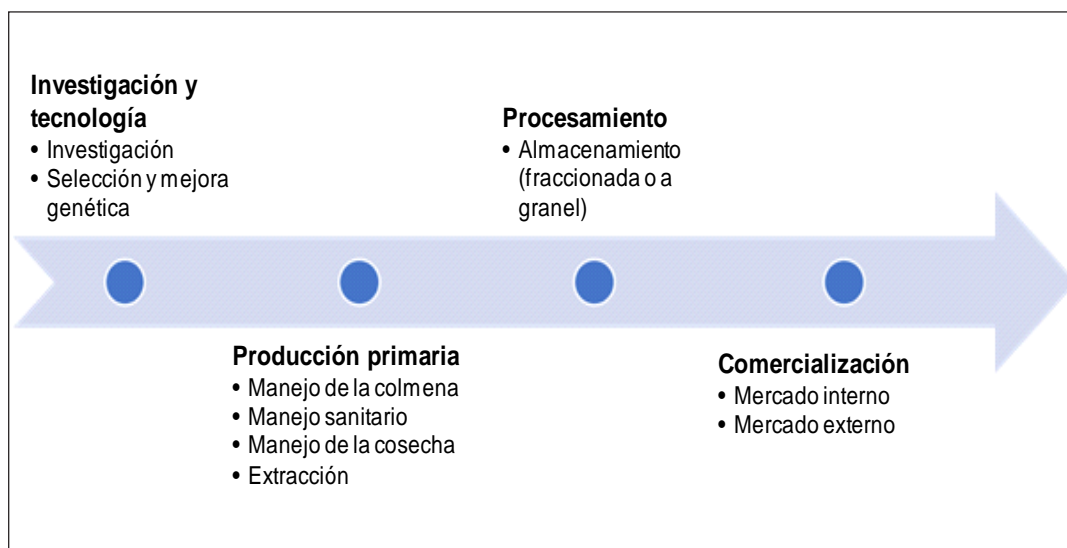 Investigación y
tecnología
• Investigación
• Selección y mejora
genética
Procesamiento
• Almacenamiento
(fraccionada o a
granel)
Producción primaria
• Manejo de la colmena
• Manejo sanitario
• Manejo de la cosecha
• Extracción
Comercialización
• Mercado interno
• Mercado externo